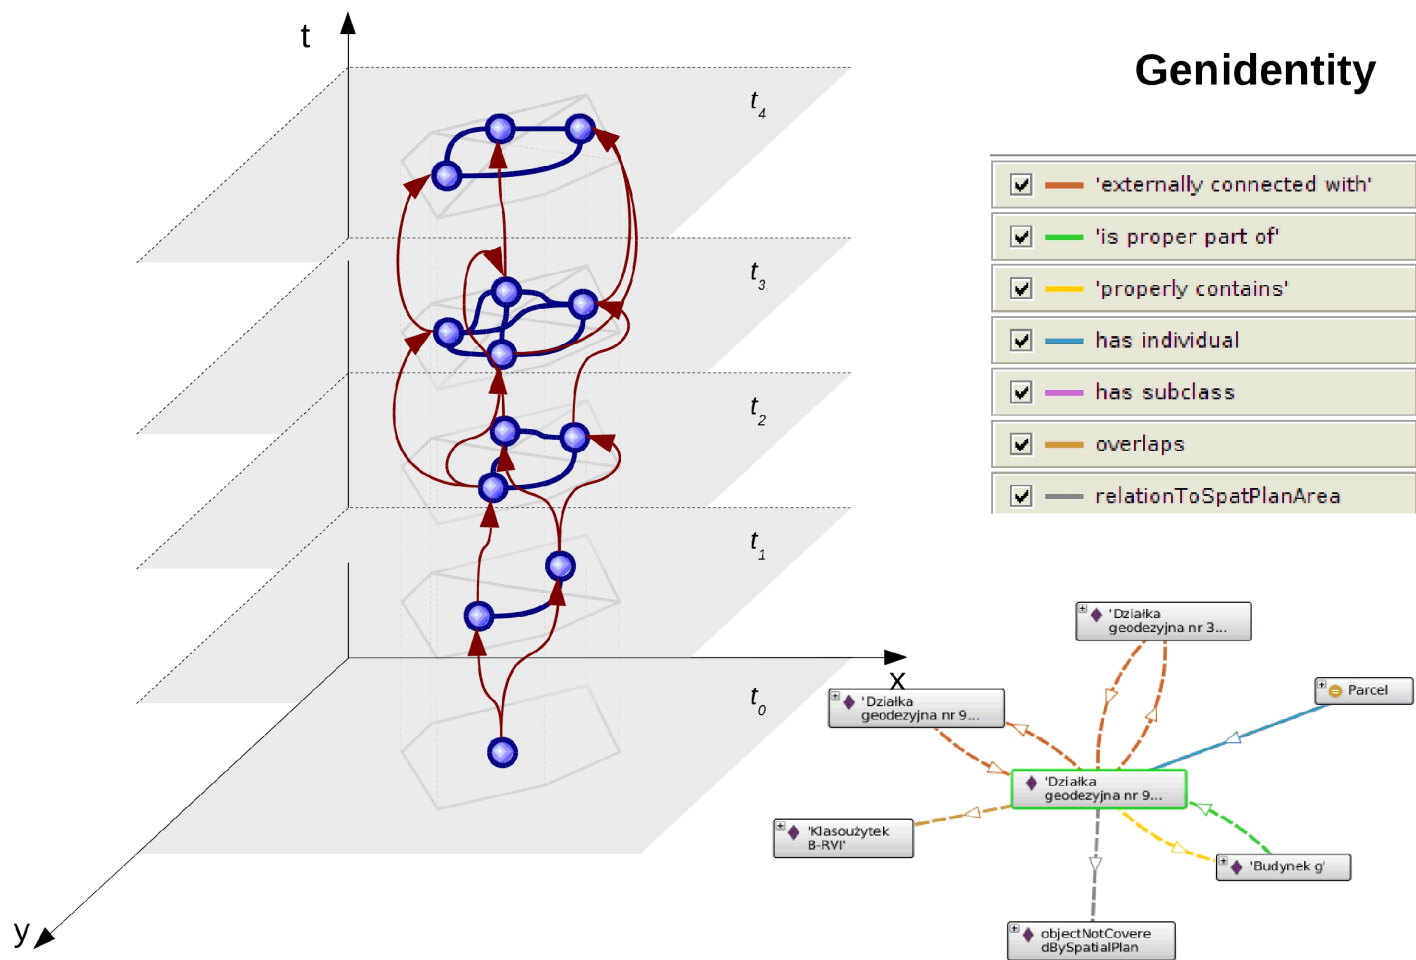 t
Genidentity
t4
t3
t2
t1
t0
x
y
'externally connected with'
'is proper part of'
'properly contains'
has individual
has subclass
overlaps
relationToSpatPlanArea
'Działka
geodezyjna nr 3...
Parcel
'Działka
geodezyjna nr 9...
'Działka
geodezyjna nr 9...
'Klasoużytek
B-RVI'
'Budynek g'
objectNotCovere
dBySpatialPlan